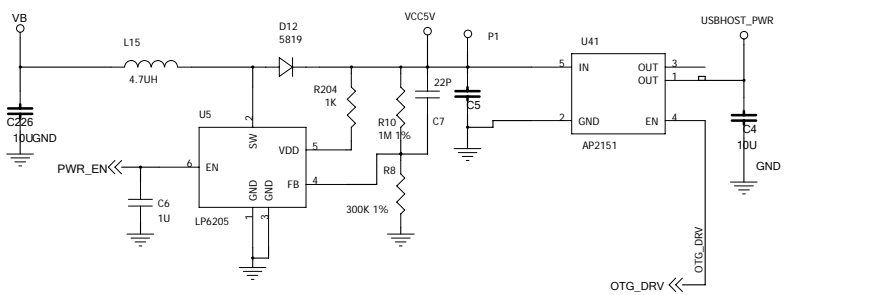 VB
L15
4.7UH
D12
5819
VCC5V
P1
USBHOST_PWR
U41
5 IN
OUT 3
OUT 1
2 GND
EN 4
AP2151
R204
1K
22P
C7
C5
R10
1M 1%
R8
300K 1%
U5
2
SW
VDD 5
6 EN
FB 4
GND
GND
1
3
LP6205
C226
10U
GND
PWR_EN
C6
1U
C4
10U
GND
OTG_DRV
OTG_DRV